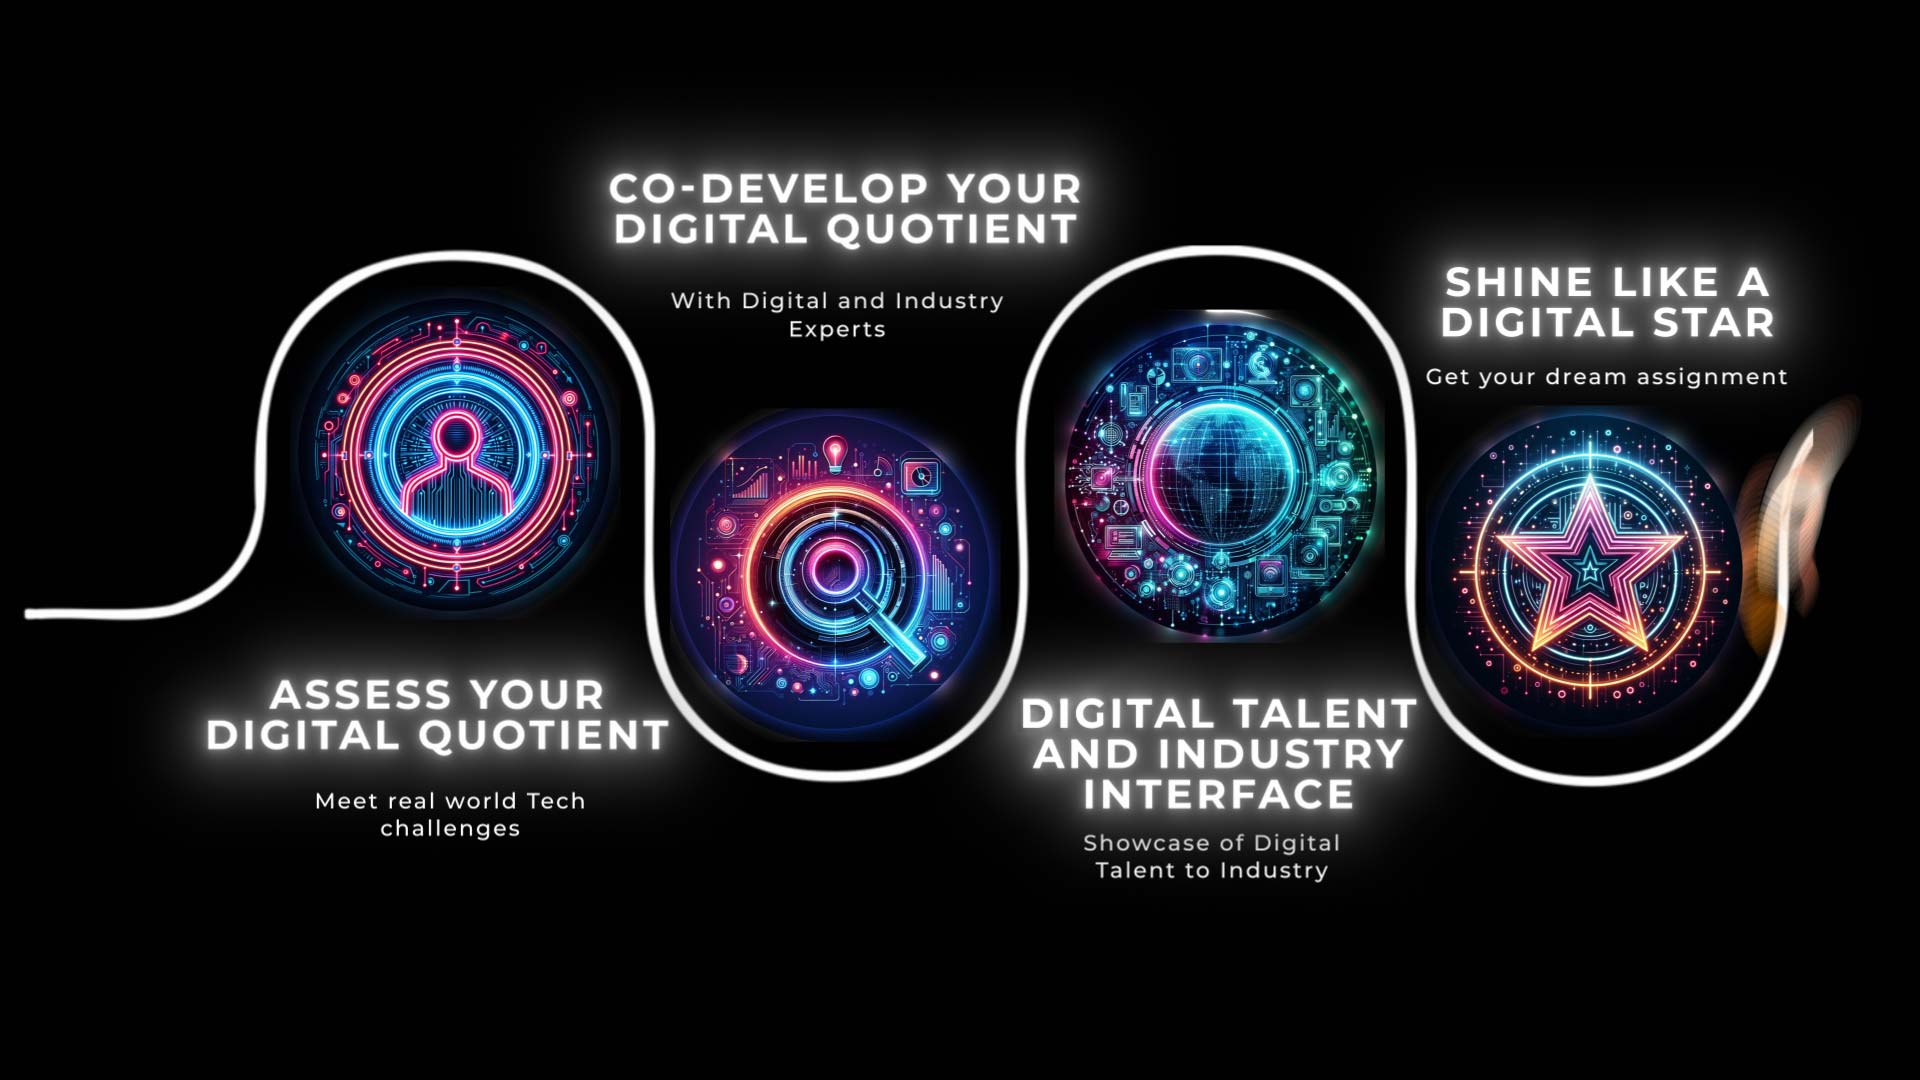 ASSESS YOUR
DIGITAL QUOTIENT
Meet real world Tech
challenges
CO-DEVELOP YOUR
DIGITAL QUOTIENT
With Digital and Industry
Experts
DIGITAL TALENT
AND INDUSTRY
INTERFACE
Showcase of Digital
Talent to Industry
SHINE LIKE A
DIGITAL STAR
Get your dream assignment